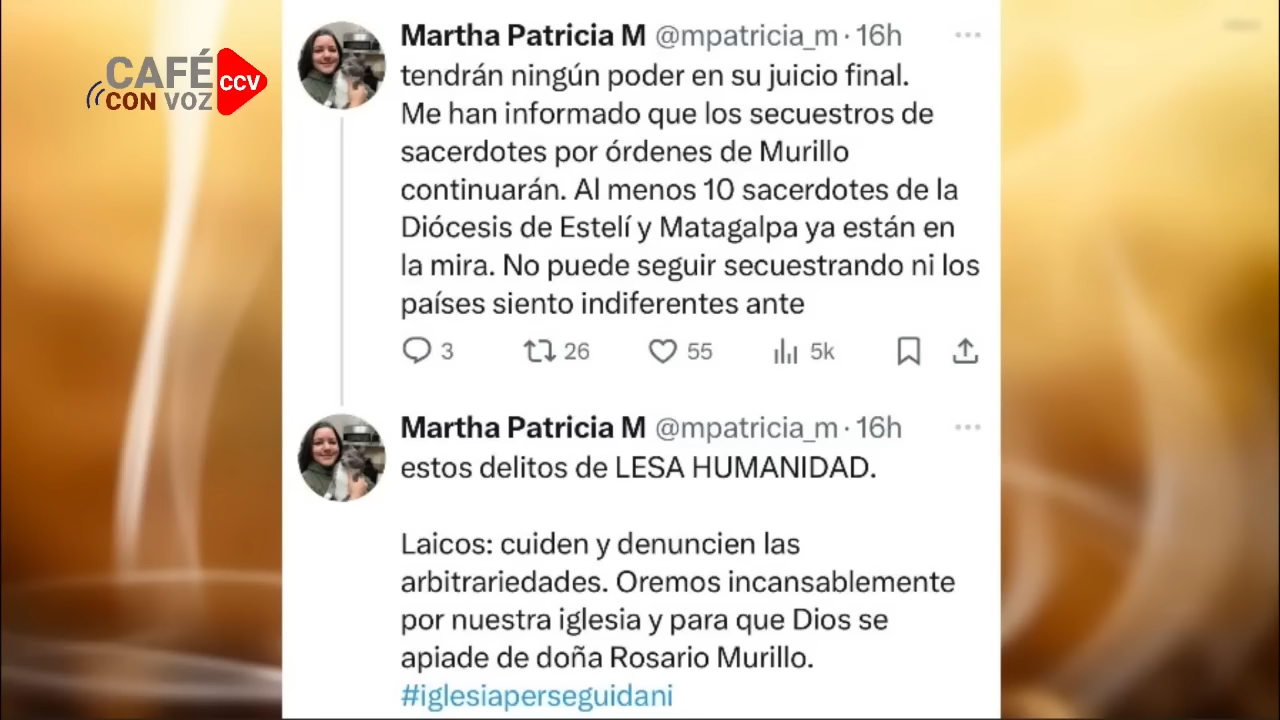 CAFÉ
CON VOZ
CCV
Martha Patricia M @mpatricia_m · 16h
tendrán ningún poder en su juicio final.
Me han informado que los secuestros de
sacerdotes por órdenes de Murillo
continuarán. Al menos 10 sacerdotes de la
Diócesis de Estelí y Matagalpa ya están en
la mira. No puede seguir secuestrando ni los
países siento indiferentes ante
3 26 55 5k
Martha Patricia M @mpatricia_m · 16h
estos delitos de LESA HUMANIDAD.
Laicos: cuiden y denuncien las
arbitrariedades. Oremos incansablemente
por nuestra iglesia y para que Dios se
apiade de doña Rosario Murillo.
#iglesiaperseguidani